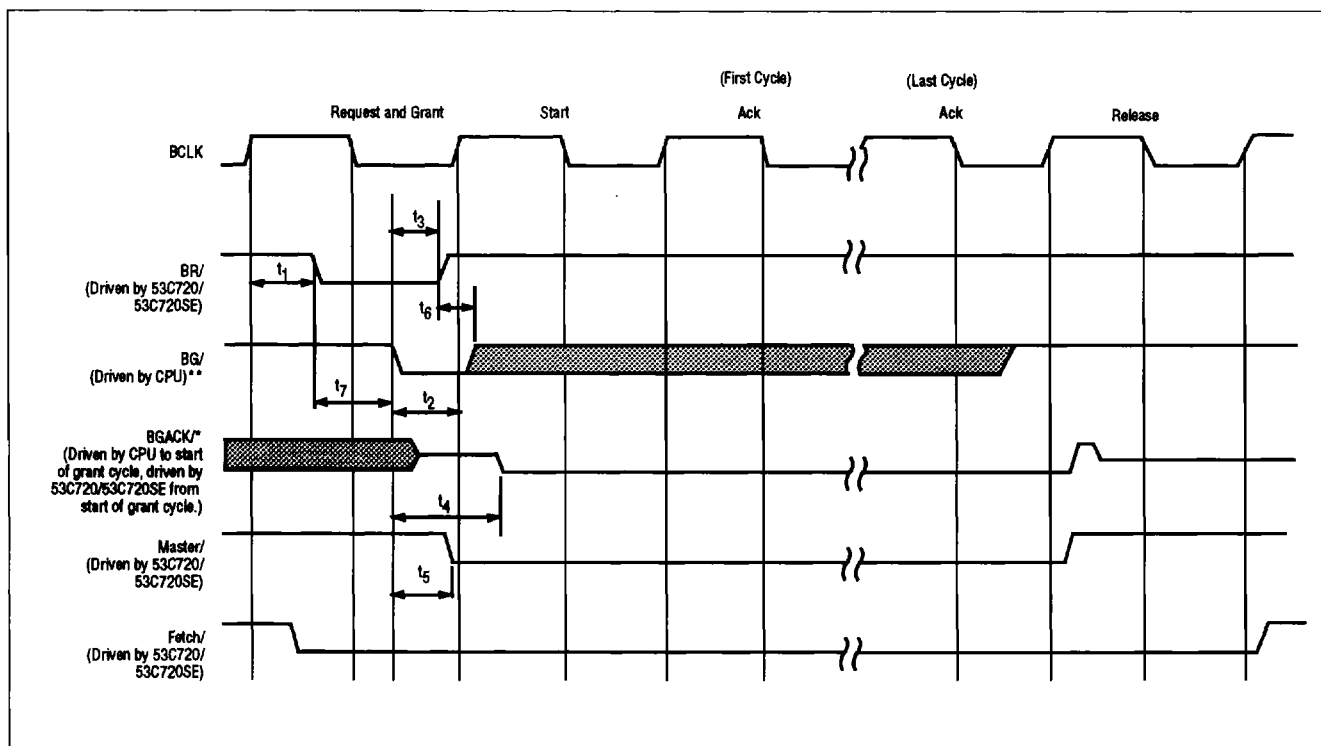 (First Cycle)
(Last Cycle)
Request and Grant
Start
Ack
Ack
Release
BCLK
t3
BR/
(Driven by 53C720/
53C720SE)
t1
t6
BG/
(Driven by CPU)**
t7
t2
BGACK/*
(Driven by CPU to start
of grant cycle, driven by
53C720/53C720SE from
start of grant cycle.)
t4
Master/
(Driven by 53C720/
53C720SE)
t5
Fetch/
(Driven by 53C720/
53C720SE)